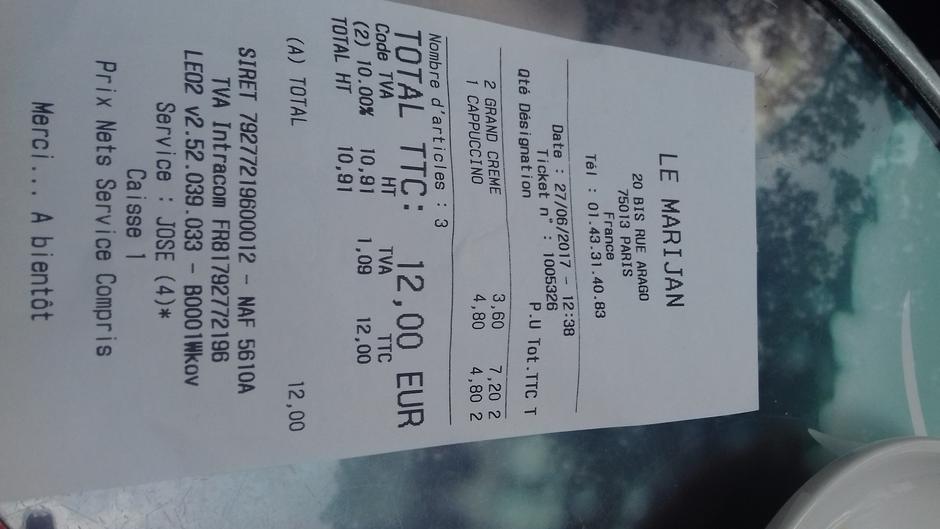 LE MARIJAN
20 BIS RUE ARAGO
75013 PARIS
France
Tél : 01.43.31.40.83
Date : 27/06/2017 - 12:38
Ticket n° : 1005326
Qté Désignation P.U Tot.TTC T
2 GRAND CREME 3,60 7,20 2
1 CAPPUCCINO 4,80 4,80 2
Nombre d'articles : 3
TOTAL TTC: 12,00 EUR
Code TVA HT TVA TTC
(2) 10.00% 10,91 1,09 12,00
TOTAL HT 10,91
(A) TOTAL 12,00
SIRET 79277219600012 - NAF 5610A
TVA Intracom FR81792772196
LEO2 v2.52.039.033 - B0001Wkov
Service : JOSE (4)*
Caisse 1
Prix Nets Service Compris
Merci... A bientôt